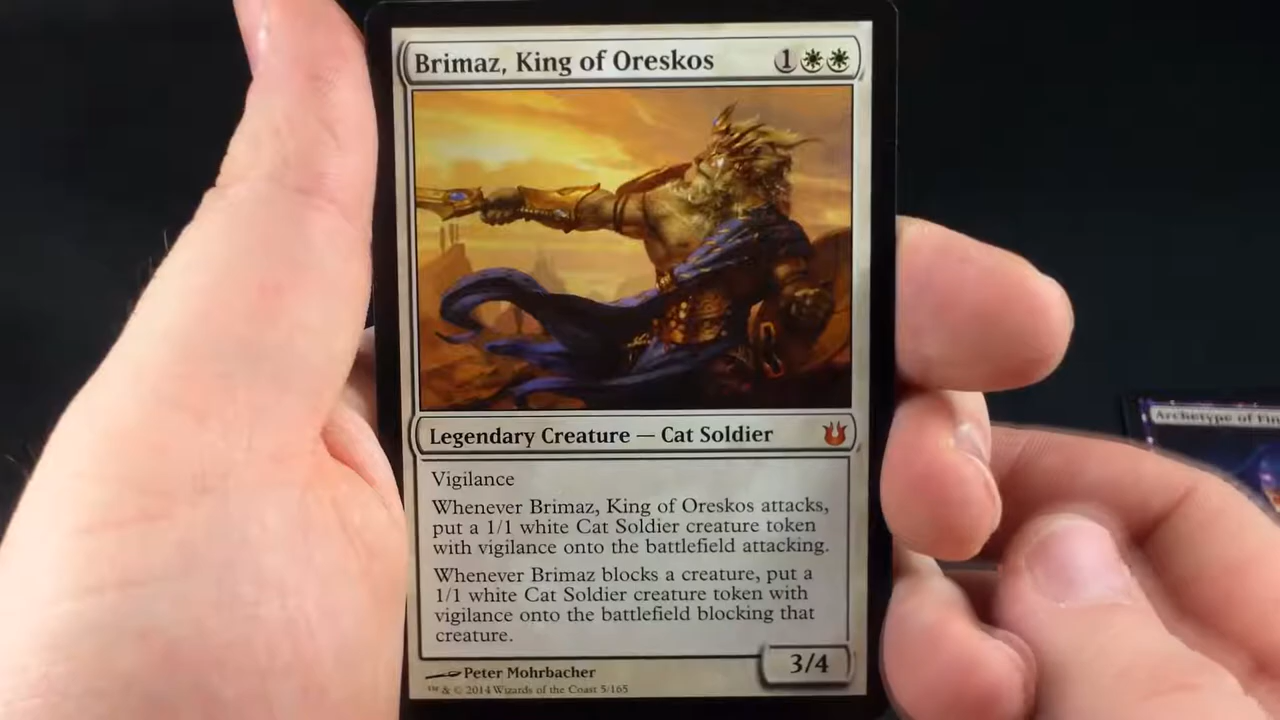 Brimaz, King of Oreskos 1
Legendary Creature — Cat Soldier
Vigilance
Whenever Brimaz, King of Oreskos attacks,
put a 1/1 white Cat Soldier creature token
with vigilance onto the battlefield attacking.
Whenever Brimaz blocks a creature, put a
1/1 white Cat Soldier creature token with
vigilance onto the battlefield blocking that
creature.
3/4
Peter Mohrbacher
™ & © 2014 Wizards of the Coast 5/165
Archetype of